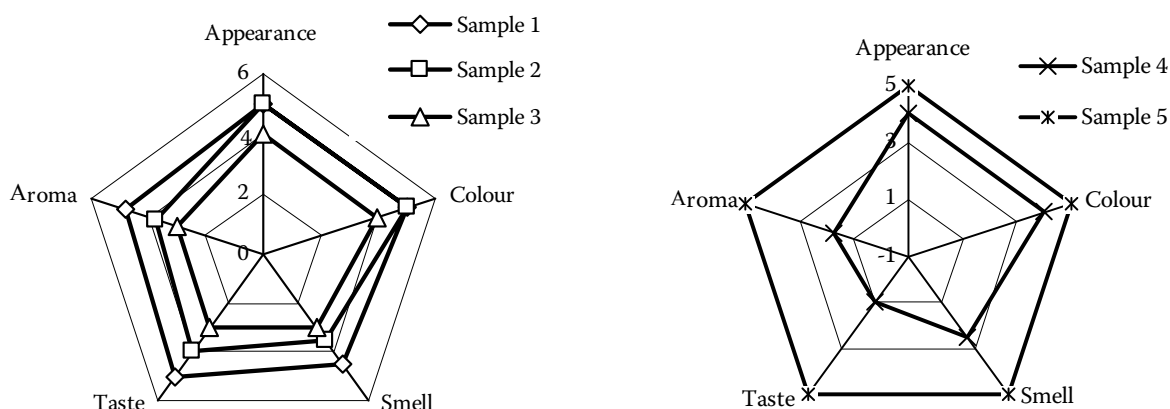 Appearance
6
4
2
0
Aroma
Colour
Taste
Smell
Sample 1
Sample 2
Sample 3
Appearance
5
3
1
-1
Aroma
Colour
Taste
Smell
Sample 4
Sample 5